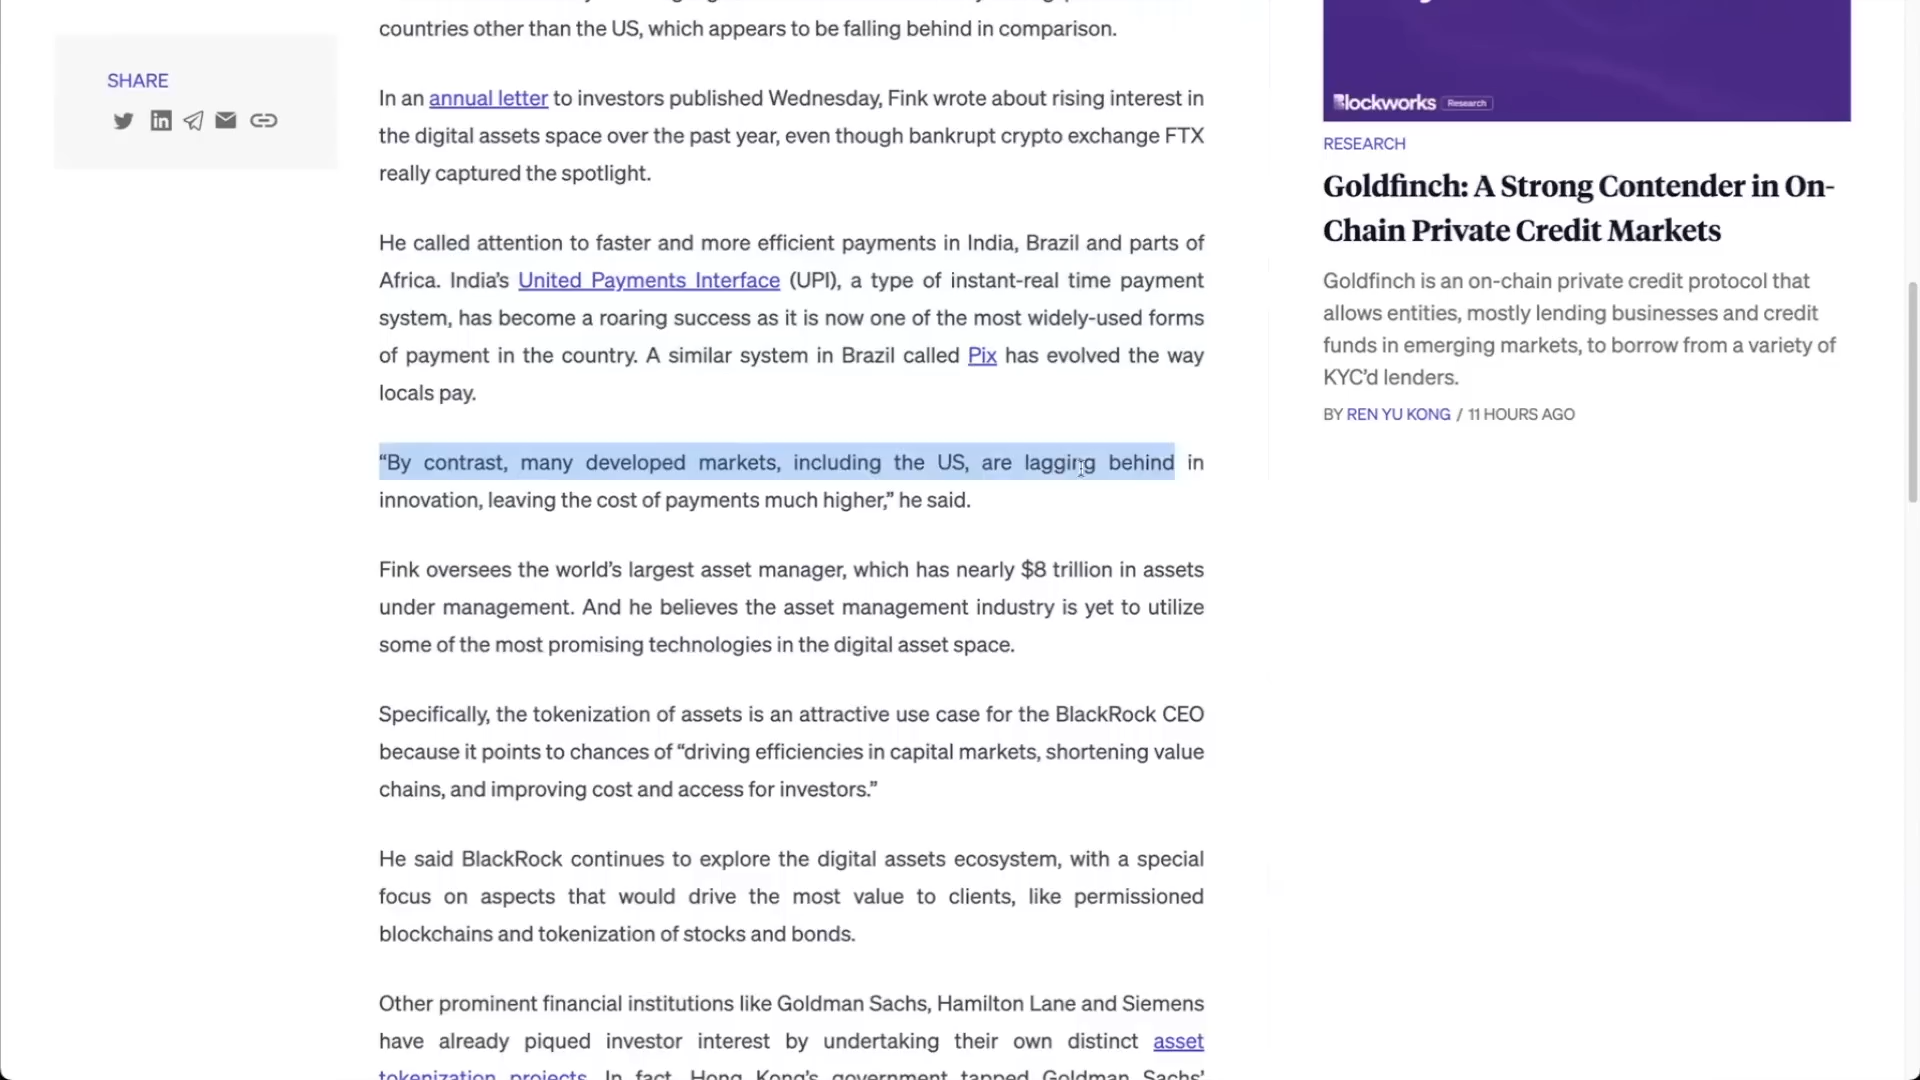 countries other than the US, which appears to be falling behind in comparison.
SHARE
In an annual letter to investors published Wednesday, Fink wrote about rising interest in
the digital assets space over the past year, even though bankrupt crypto exchange FTX
really captured the spotlight.
He called attention to faster and more efficient payments in India, Brazil and parts of
Africa. India’s United Payments Interface (UPI), a type of instant-real time payment
system, has become a roaring success as it is now one of the most widely-used forms
of payment in the country. A similar system in Brazil called Pix has evolved the way
locals pay.
“By contrast, many developed markets, including the US, are lagging behind in
innovation, leaving the cost of payments much higher,” he said.
Fink oversees the world’s largest asset manager, which has nearly $8 trillion in assets
under management. And he believes the asset management industry is yet to utilize
some of the most promising technologies in the digital asset space.
Specifically, the tokenization of assets is an attractive use case for the BlackRock CEO
because it points to chances of “driving efficiencies in capital markets, shortening value
chains, and improving cost and access for investors.”
He said BlackRock continues to explore the digital assets ecosystem, with a special
focus on aspects that would drive the most value to clients, like permissioned
blockchains and tokenization of stocks and bonds.
Other prominent financial institutions like Goldman Sachs, Hamilton Lane and Siemens
have already piqued investor interest by undertaking their own distinct asset
tokenization projects. In fact, Hong Kong’s government tapped Goldman Sachs’
Blockworks Research
RESEARCH
Goldfinch: A Strong Contender in On-
Chain Private Credit Markets
Goldfinch is an on-chain private credit protocol that
allows entities, mostly lending businesses and credit
funds in emerging markets, to borrow from a variety of
KYC’d lenders.
BY REN YU KONG / 11 HOURS AGO